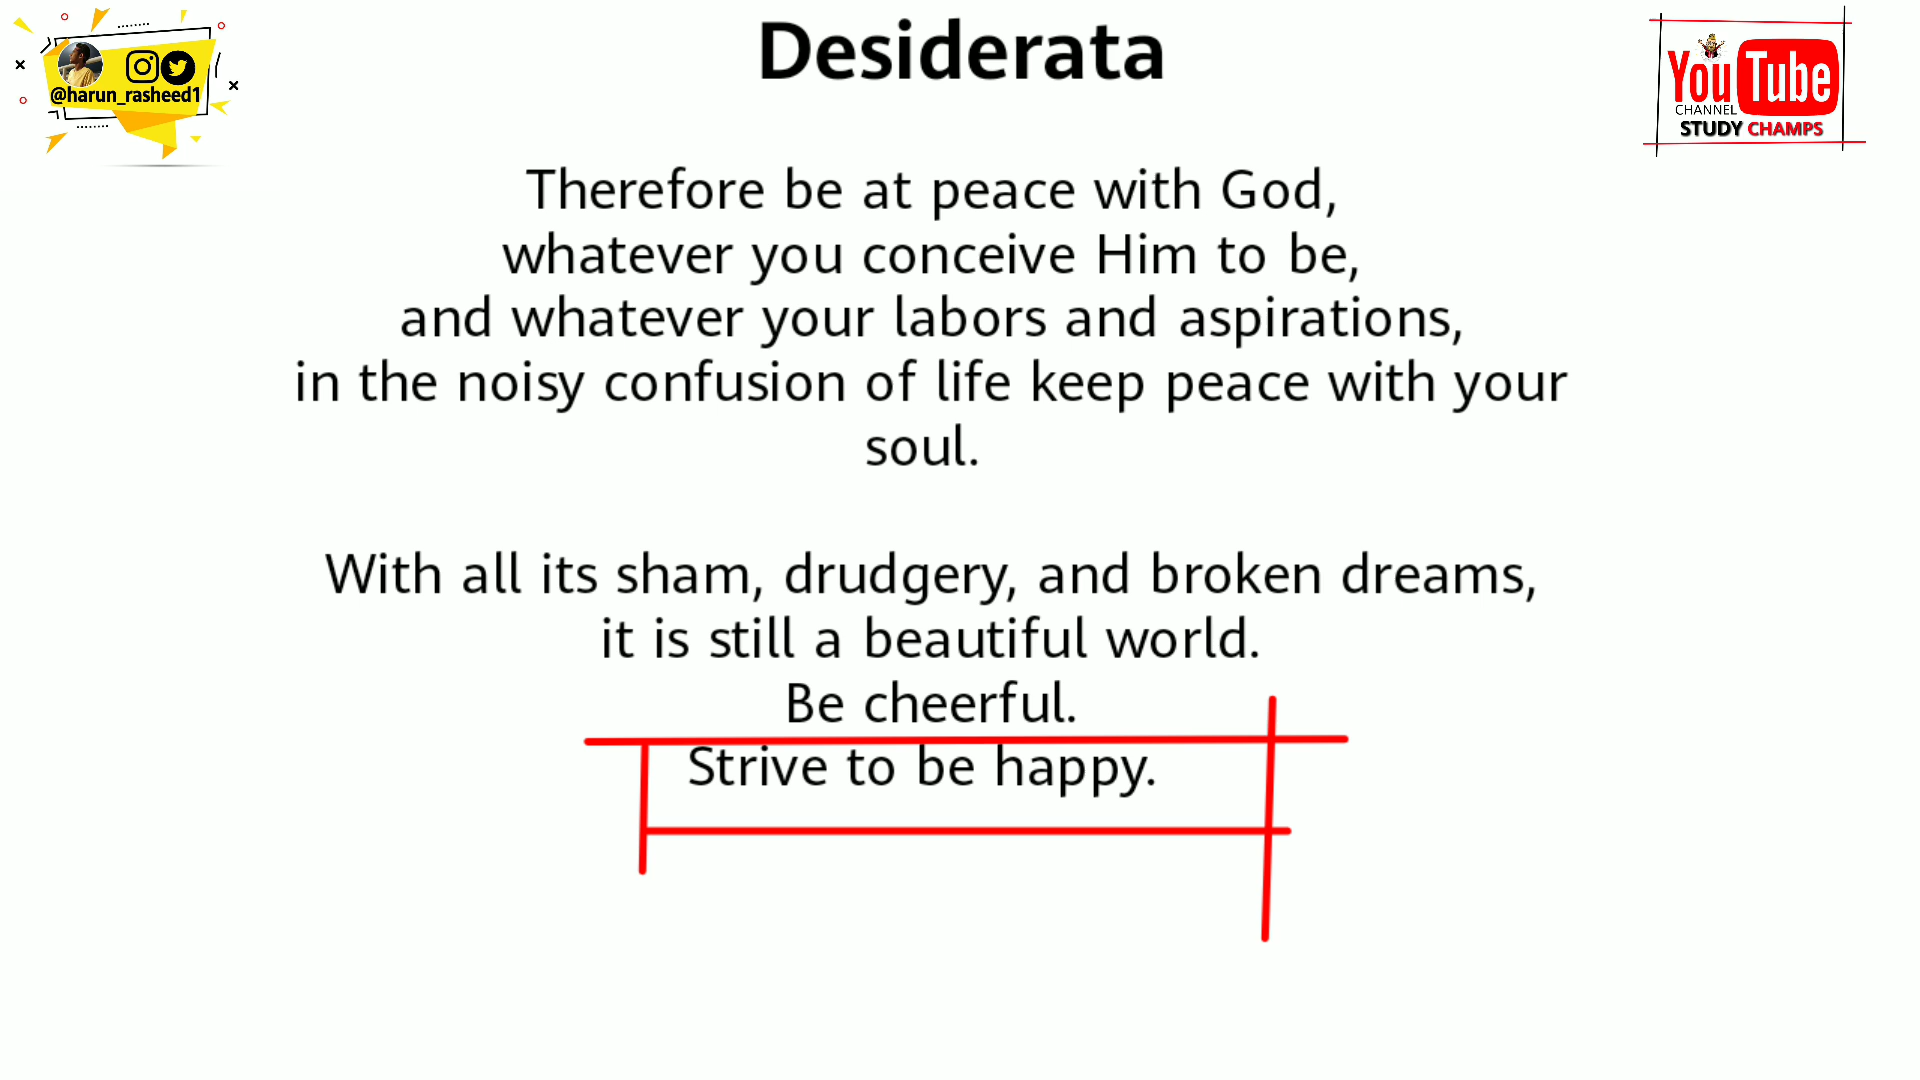 Desiderata
@harun_rasheed1
You Tube
CHANNEL
STUDY CHAMPS
Therefore be at peace with God,
whatever you conceive Him to be,
and whatever your labors and aspirations,
in the noisy confusion of life keep peace with your
soul.
With all its sham, drudgery, and broken dreams,
it is still a beautiful world.
Be cheerful.
Strive to be happy.